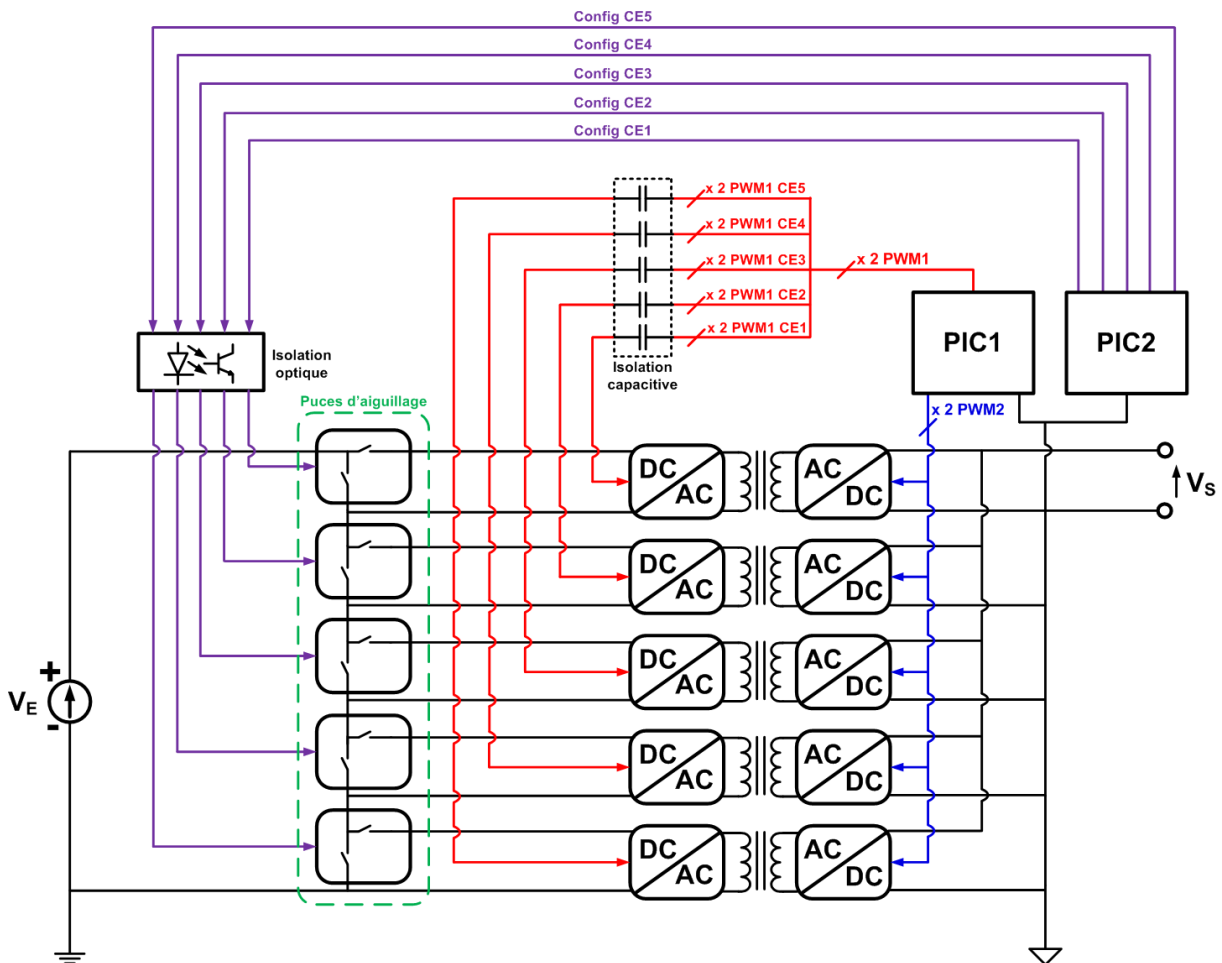 Config CE5
Config CE4
Config CE3
Config CE2
Config CE1
x 2 PWM1 CE5
x 2 PWM1 CE4
x 2 PWM1 CE3
x 2 PWM1
x 2 PWM1 CE2
x 2 PWM1 CE1
PIC1
PIC2
Isolation
optique
Isolation
capacitive
Puces d'aiguillage
x 2 PWM2
DC
AC
AC
DC
VS
DC
AC
AC
DC
DC
AC
AC
DC
+
VE
-
DC
AC
AC
DC
DC
AC
AC
DC